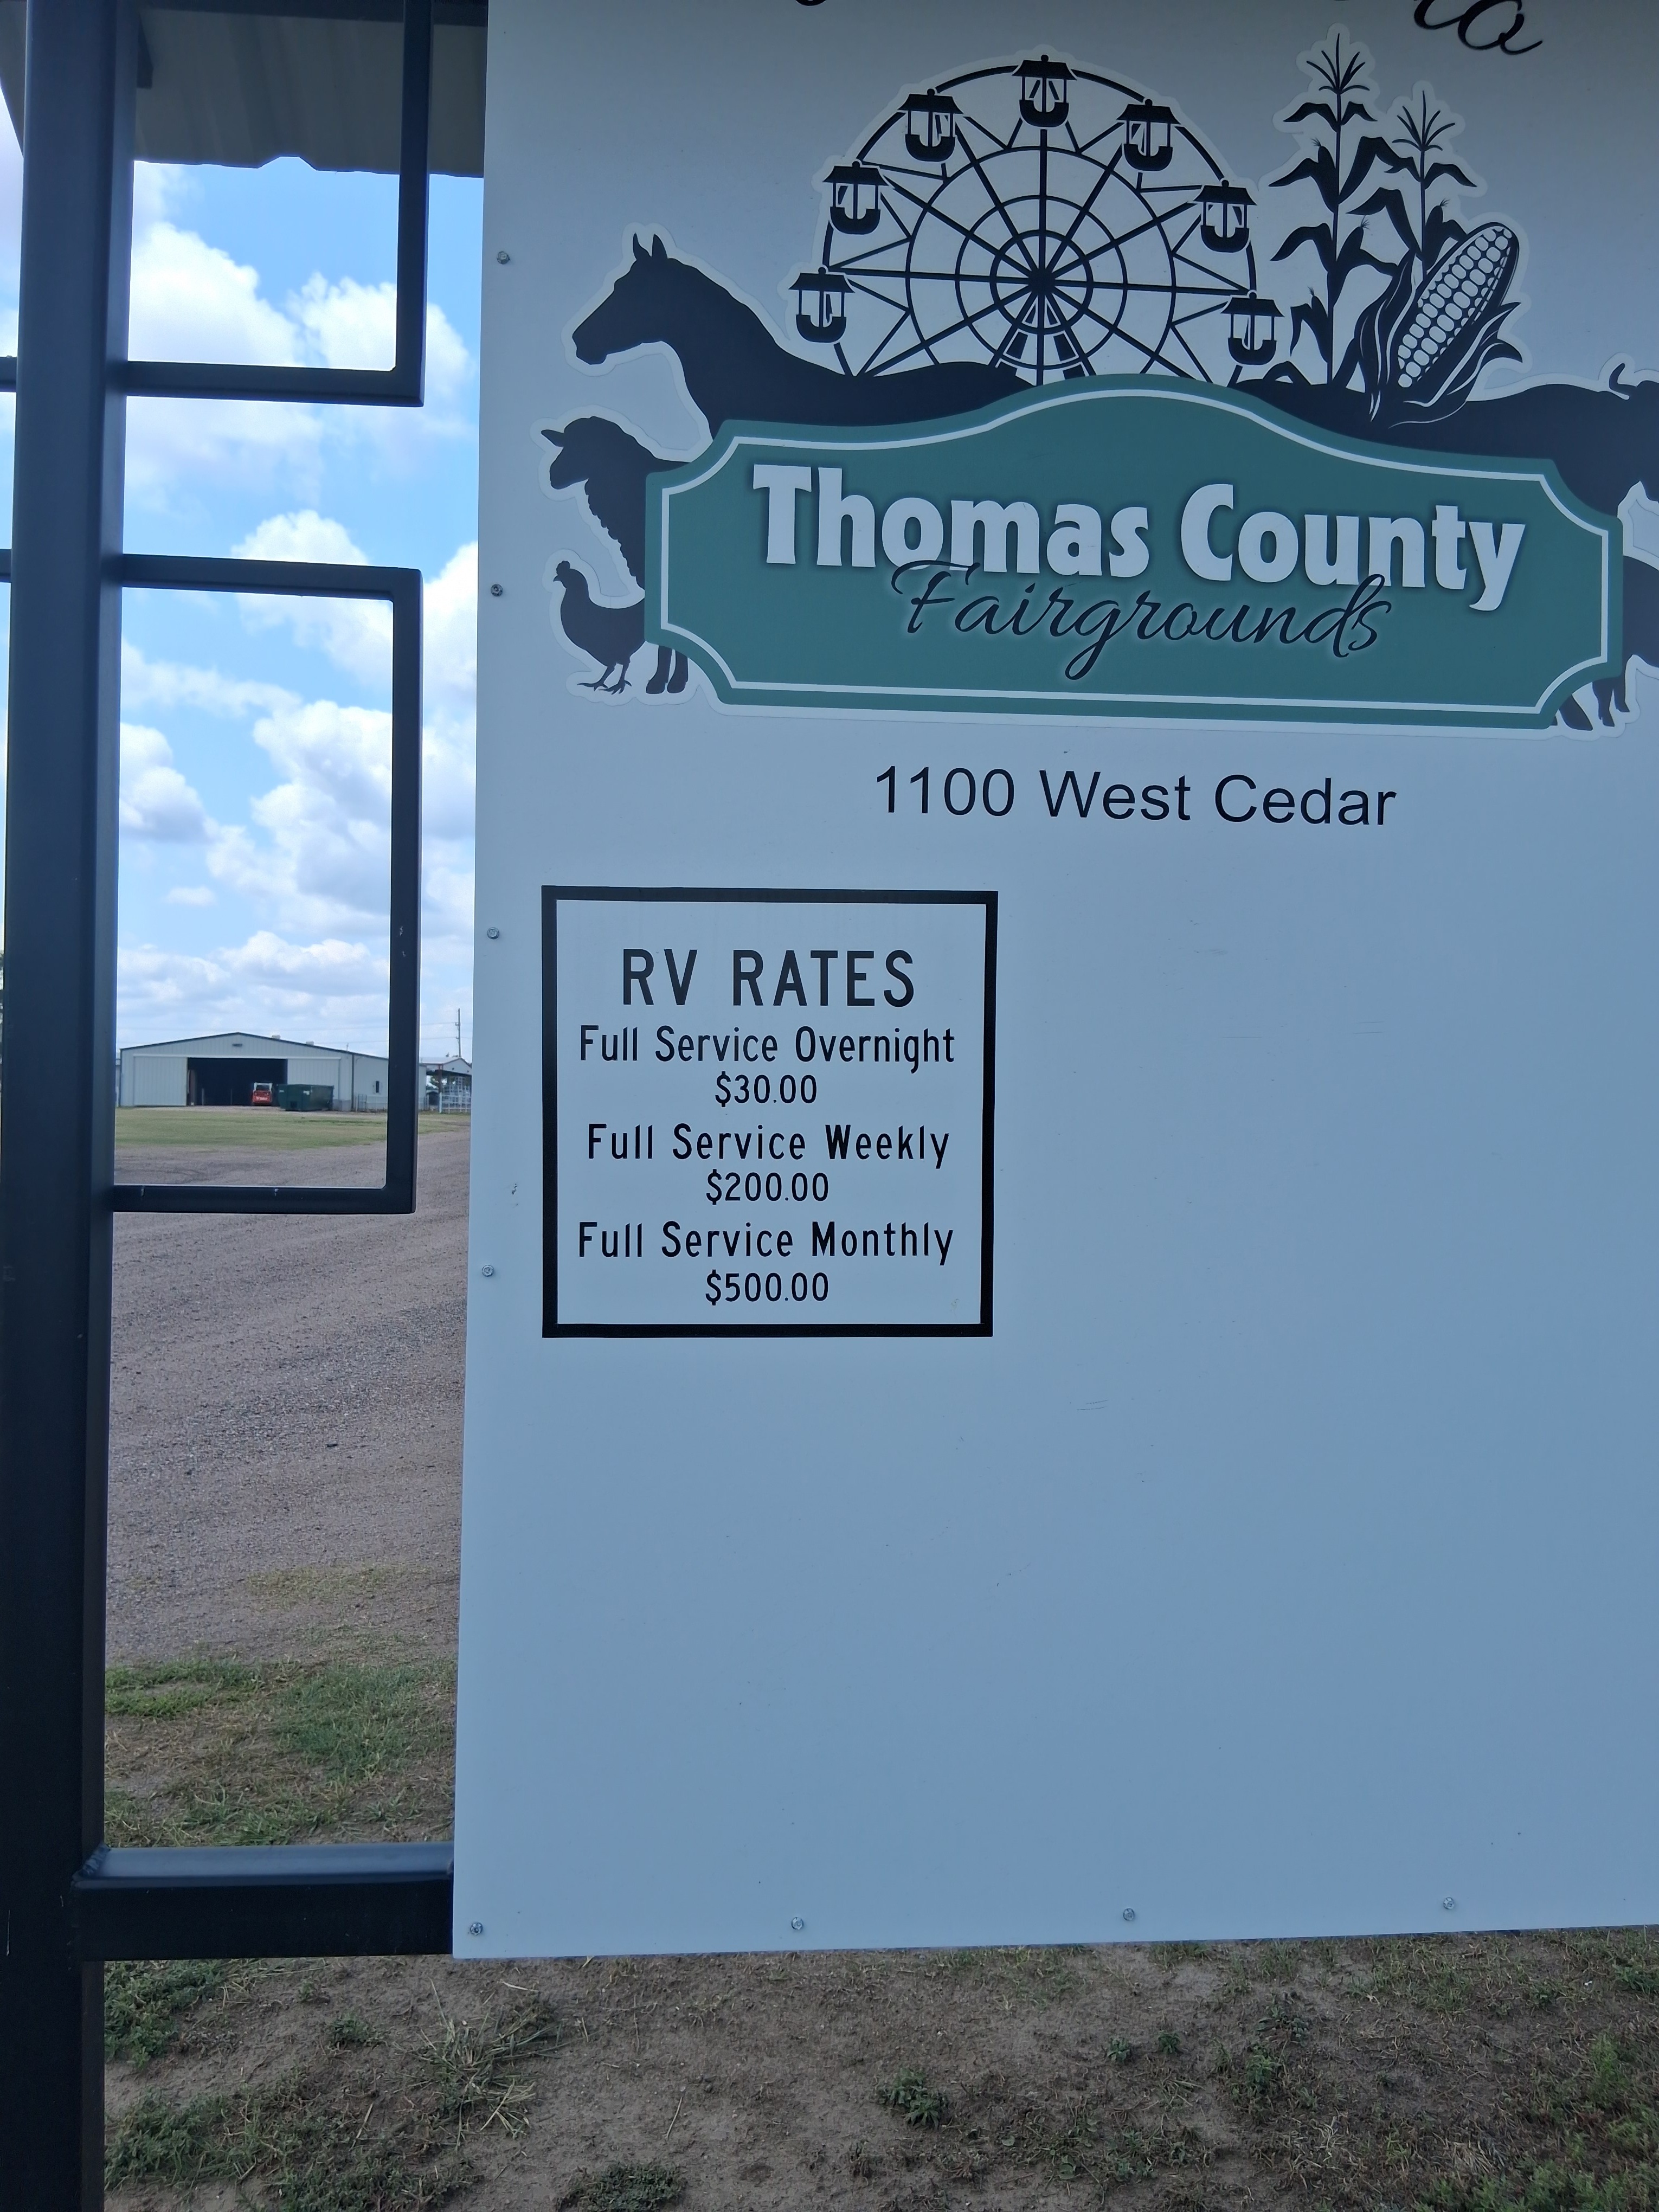 Thomas County
Fairgrounds
1100 West Cedar
RV RATES
Full Service Overnight
$30.00
Full Service Weekly
$200.00
Full Service Monthly
$500.00